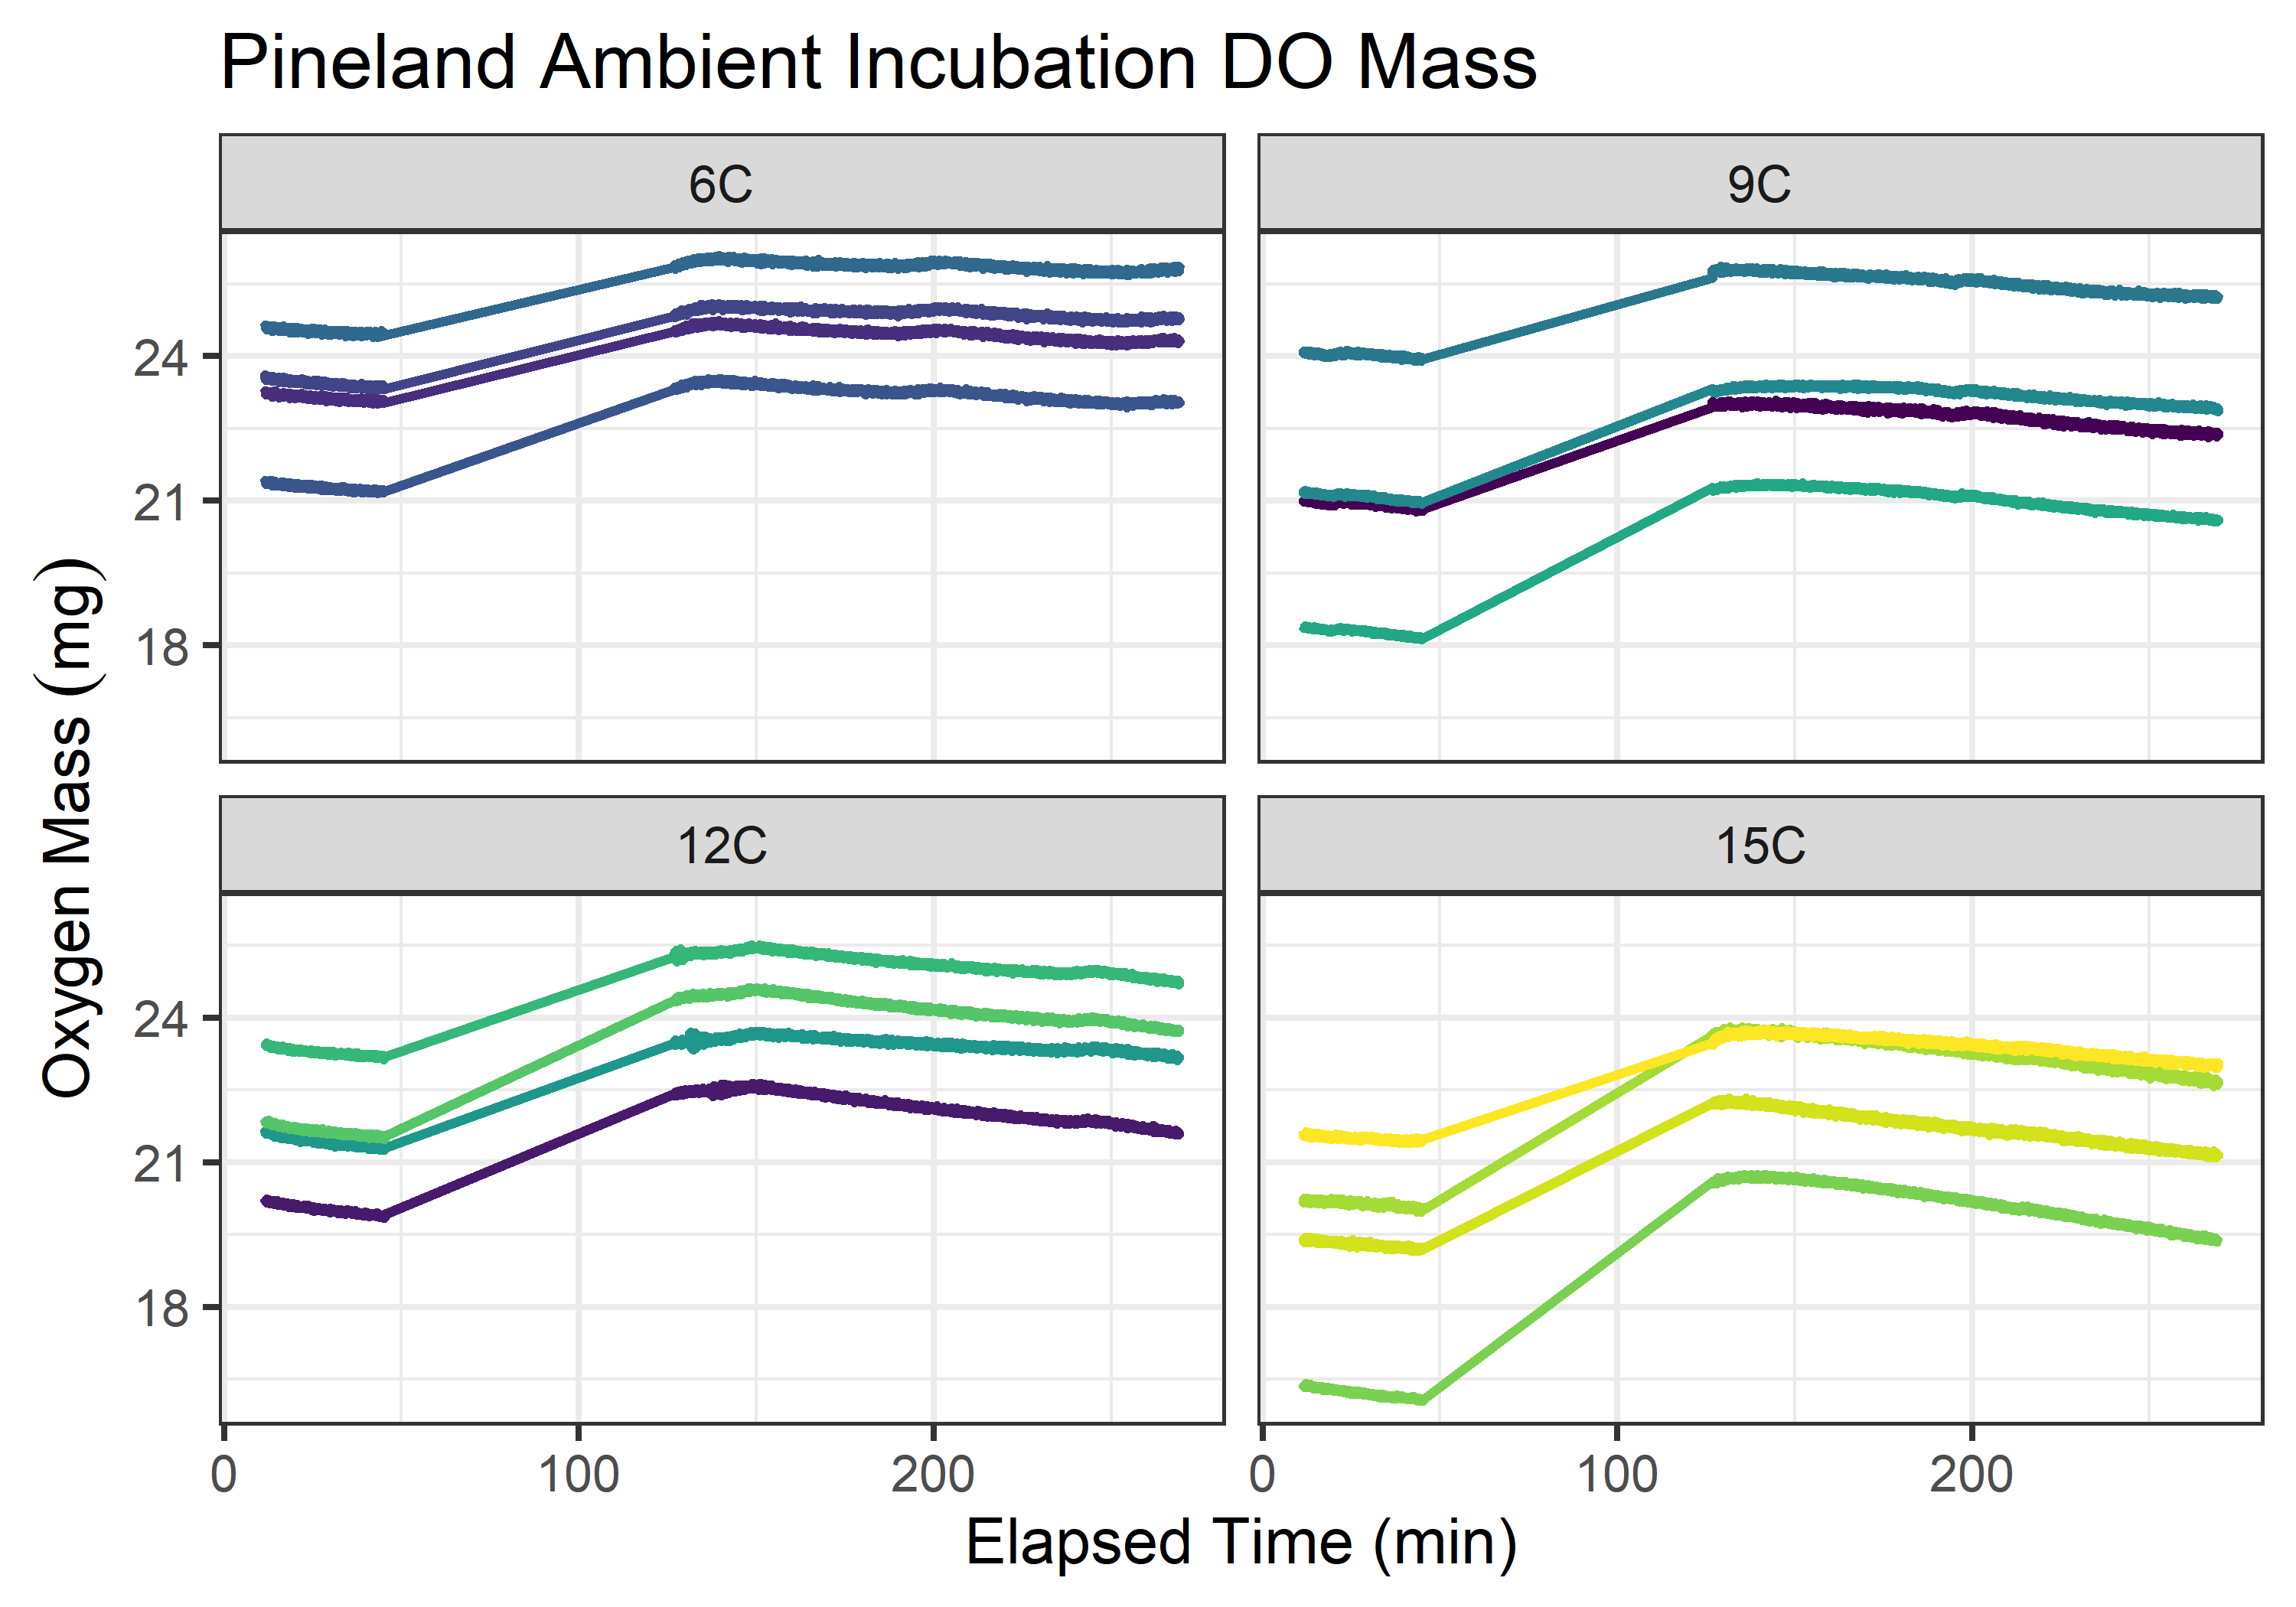 Pineland Ambient Incubation DO Mass
6C
9C
24
21
18
12C
15C
24
21
18
0
100
200
0
100
200
Oxygen Mass (mg)
Elapsed Time (min)